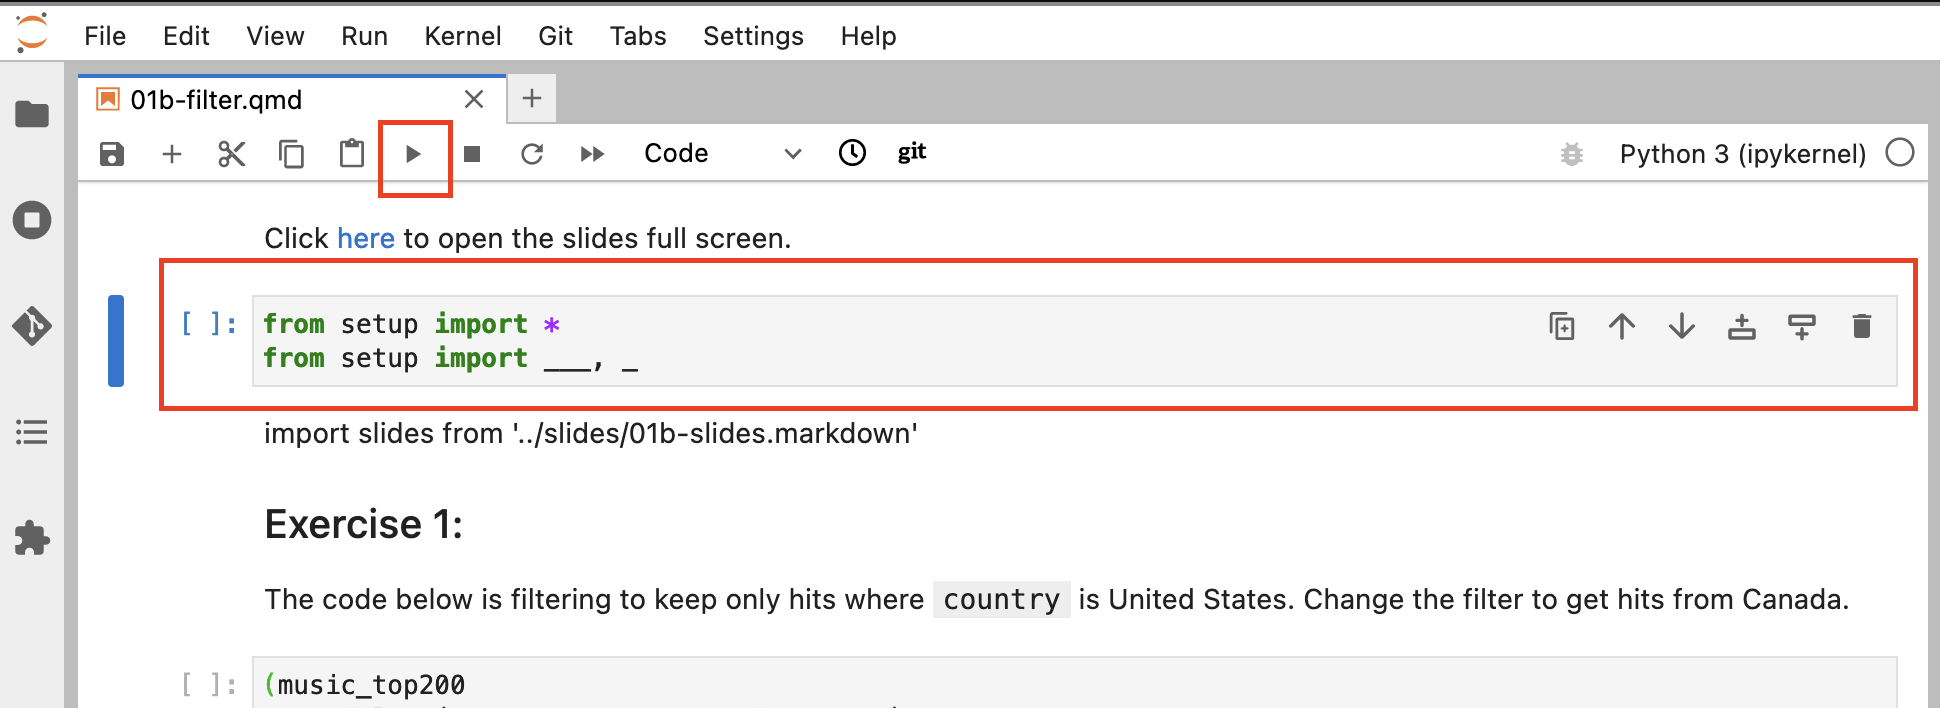 File Edit View Run Kernel Git Tabs Settings Help
01b-filter.qmd
Code git Python 3 (ipykernel)
Click here to open the slides full screen.
[ ]: from setup import *
from setup import ___, _
import slides from '../slides/01b-slides.markdown'
Exercise 1:
The code below is filtering to keep only hits where country is United States. Change the filter to get hits from Canada.
[ ]: (music_top200